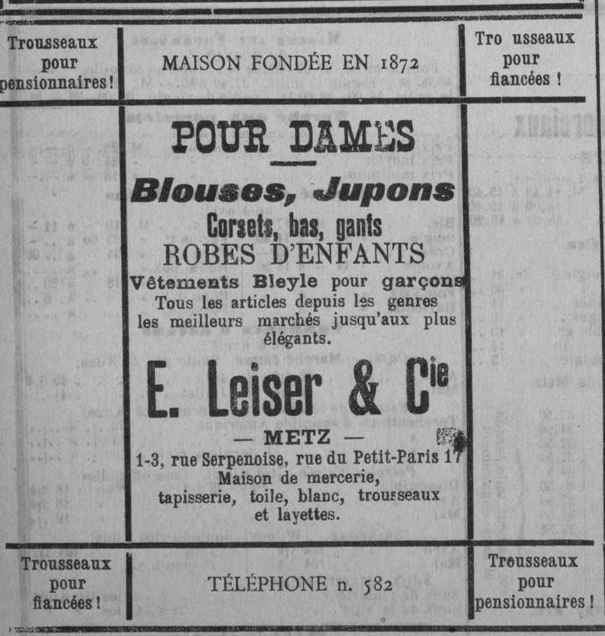 Trousseaux
pour
pensionnaires!
MAISON FONDÉE EN 1872
Tro usseaux
pour
fiancées !
POUR DAMES
Blouses, Jupons
Corsets, bas, gants
ROBES D'ENFANTS
Vêtements Bleyle pour garçons
Tous les articles depuis les genres
les meilleurs marchés jusqu'aux plus
élégants.
E. Leiser & Cie
— METZ —
1-3, rue Serpenoise, rue du Petit-Paris 17
Maison de mercerie,
tapisserie, toile, blanc, trousseaux
et layettes.
Trousseaux
pour
fiancées !
TÉLÉPHONE n. 582
Trousseaux
pour
pensionnaires !